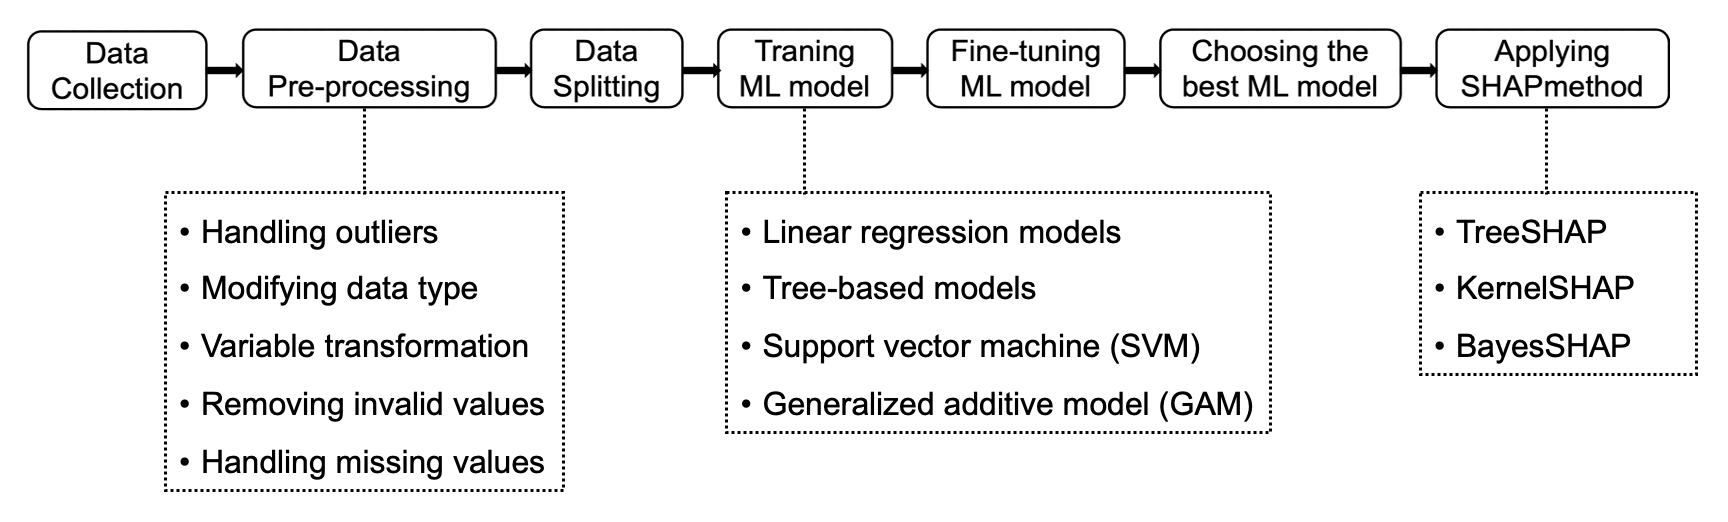 Data
Collection
Data
Pre-processing
Data
Splitting
Traning
ML model
Fine-tuning
ML model
Choosing the
best ML model
Applying
SHAPmethod
• Handling outliers
• Modifying data type
• Variable transformation
• Removing invalid values
• Handling missing values
• Linear regression models
• Tree-based models
• Support vector machine (SVM)
• Generalized additive model (GAM)
• TreeSHAP
• KernelSHAP
• BayesSHAP